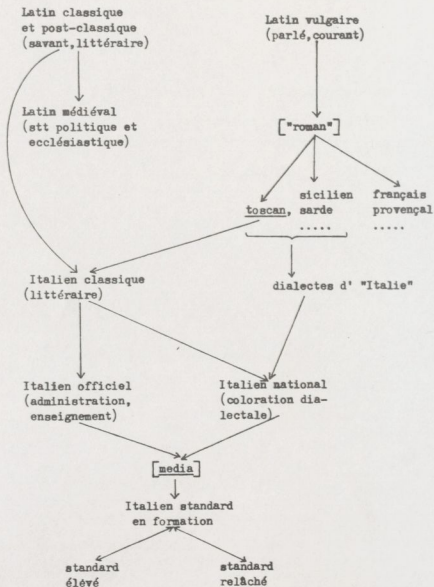 Latin classique
et post-classique
(savant,littéraire)
Latin vulgaire
(parlé,courant)
Latin médiéval
(stt politique et
ecclésiastique)
["roman"]
toscan,
sicilien
sarde
.....
français
provençal
.....
Italien classique
(littéraire)
dialectes d' "Italie"
Italien officiel
(administration,
enseignement)
Italien national
(coloration dia-
lectale)
[media]
Italien standard
en formation
standard
élévé
standard
relâché